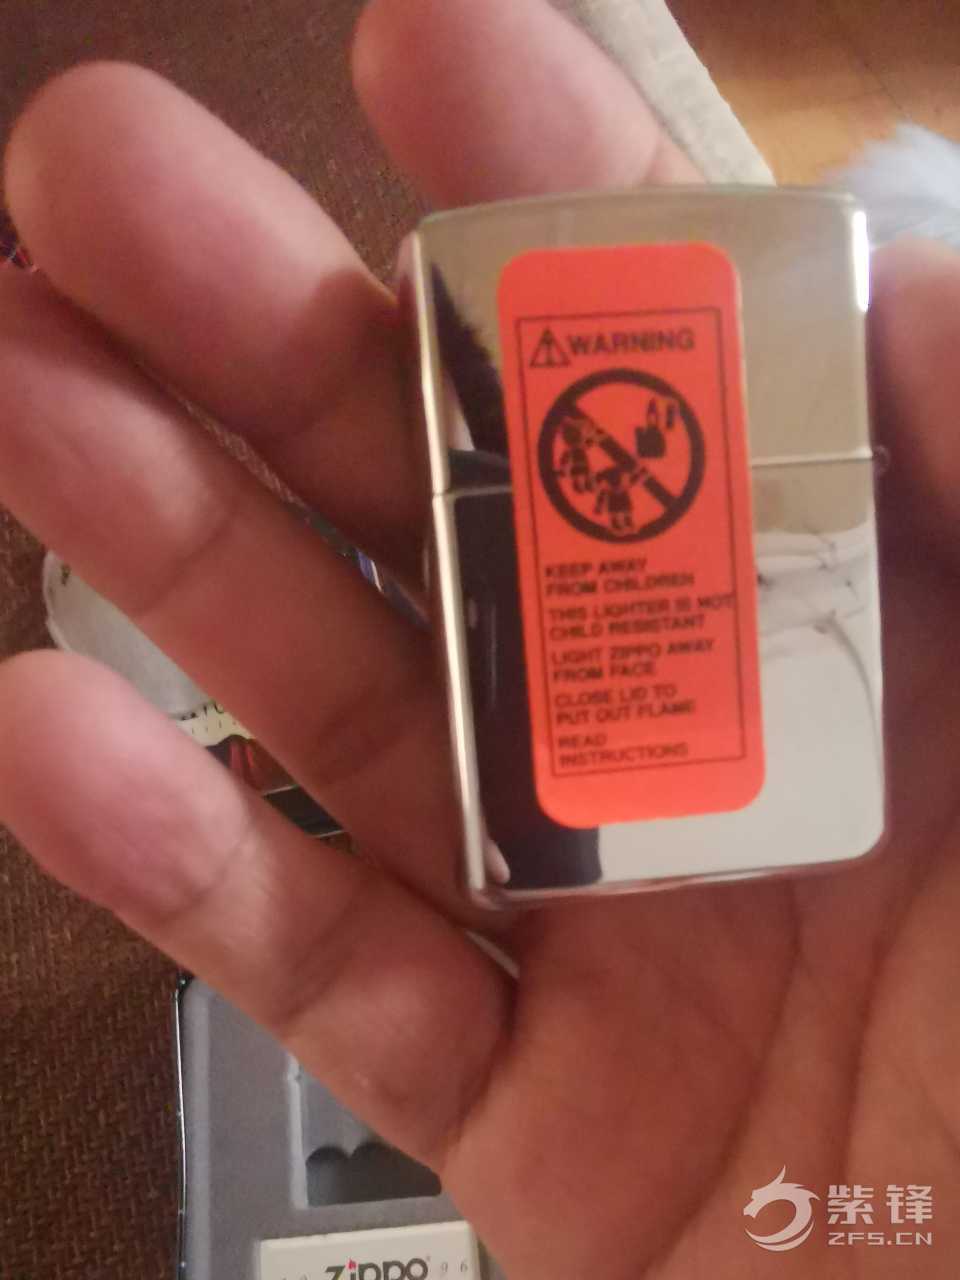 WARNING
KEEP AWAY
FROM CHILDREN
THIS LIGHTER IS NOT
CHILD RESISTANT
LIGHT ZIPPO AWAY
FROM FACE
CLOSE LID TO
PUT OUT FLAME
READ
INSTRUCTIONS
Zippo 96
紫锋
ZFS.CN